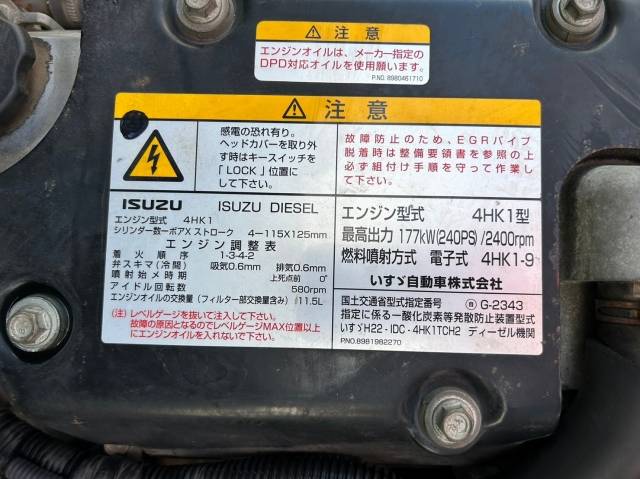 ⚠ 注意
エンジンオイルは、メーカー指定の
DPD対応オイルを使用願います。
P.NO. 8980461710
⚠ 注意
感電の恐れ有り。
ヘッドカバーを取り外
す時はキースイッチを
「LOCK」位置に
して下さい。
故障防止のため、EGRパイプ
脱着時は整備要領書を参照の上
必ず組付け手順を守って作業し
て下さい。
ISUZU ISUZU DIESEL
エンジン型式 4HK1
シリンダー数ーボアXストローク 4ー115X125mm
エンジン調整表
着火順序 1-3-4-2
弁スキマ(冷間) 吸気0.6mm 排気0.6mm
噴射始メ時期 上死点前 0°
アイドル回転数 580rpm
エンジンオイルの交換量(フィルター部交換量含み) 11.5L
(注)レベルゲージを抜いて注入して下さい。
故障の原因となるのでレベルゲージMAX位置以上
にエンジンオイルを入れないで下さい。
エンジン型式 4HK1型
最高出力 177kW(240PS)/2400rpm
燃料噴射方式 電子式 4HK1-9
いすゞ自動車株式会社
国土交通省型式指定番号 G-2343
指定に係る一酸化炭素等発散防止装置型式
いすゞH22-IDC-4HK1TCH2 ディーゼル機関
P.NO.8981982270